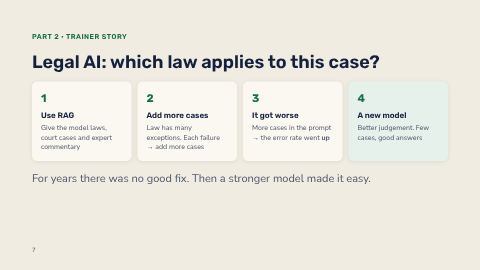 PART 2 • TRAINER STORY
Legal AI: which law applies to this case?
1
Use RAG
Give the model laws,
court cases and expert
commentary
2
Add more cases
Law has many
exceptions. Each failure
→ add more cases
3
It got worse
More cases in the prompt
→ the error rate went up
4
A new model
Better judgement. Few
cases, good answers
For years there was no good fix. Then a stronger model made it easy.
7